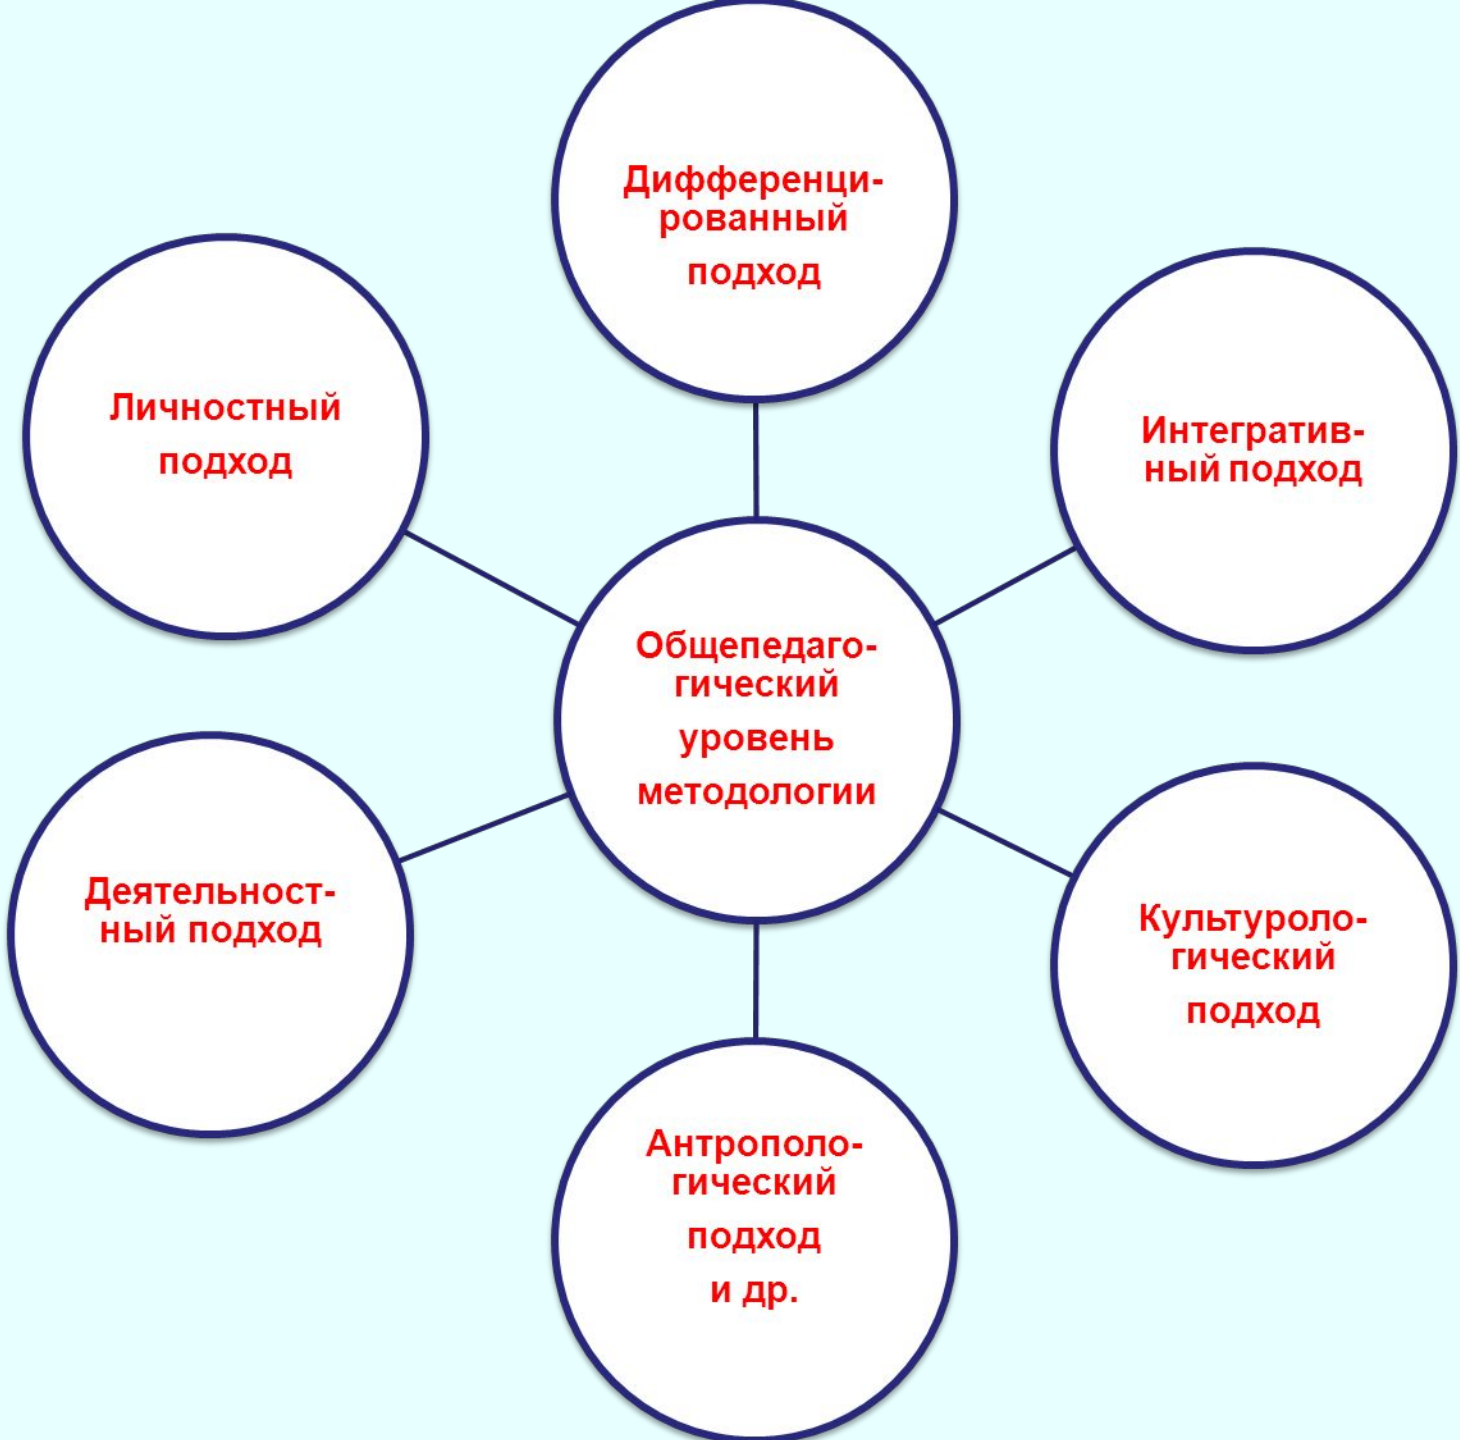 Дифференци-
рованный
подход
Личностный
подход
Интегратив-
ный подход
Общепедаго-
гический
уровень
методологии
Деятельност-
ный подход
Культуроло-
гический
подход
Антрополо-
гический
подход
и др.